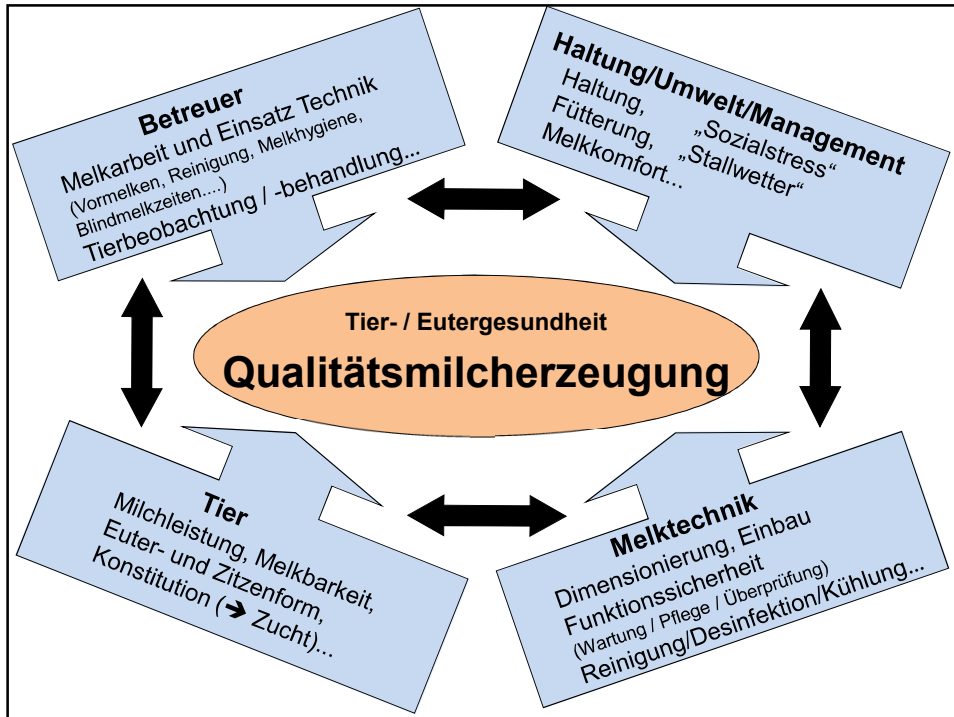 Betreuer
Melkarbeit und Einsatz Technik
(Vormelken, Reinigung, Melkhygiene,
Blindmelkzeiten....)
Tierbeobachtung / -behandlung...
Haltung/Umwelt/Management
Haltung,
Fütterung, „Sozialstress“
Melkkomfort... „Stallwetter“
Tier- / Eutergesundheit
Qualitätsmilcherzeugung
Tier
Milchleistung, Melkbarkeit,
Euter- und Zitzenform,
Konstitution (➔ Zucht)...
Melktechnik
Dimensionierung, Einbau
Funktionssicherheit
(Wartung / Pflege / Überprüfung)
Reinigung/Desinfektion/Kühlung...